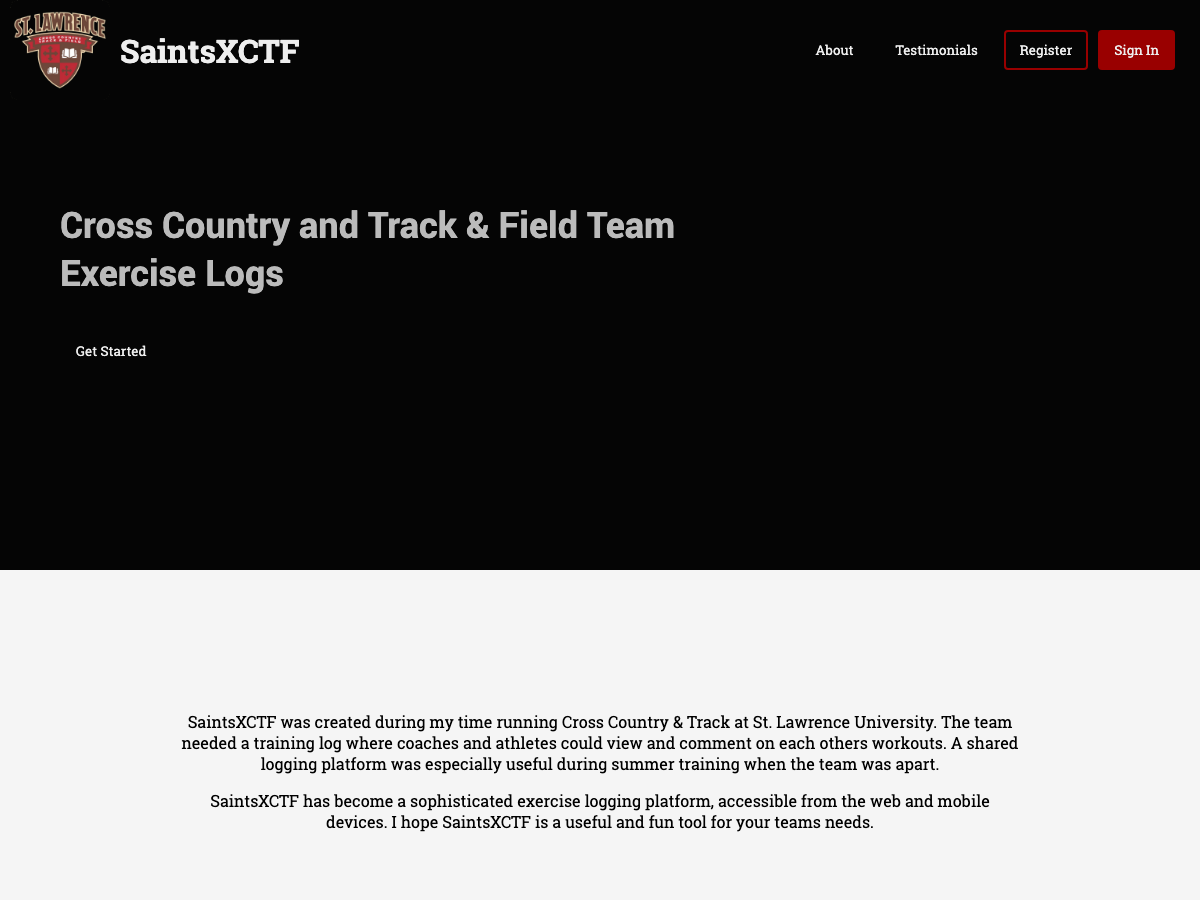 ST. LAWRENCE
SaintsXCTF
About
Testimonials
Register
Sign In
Cross Country and Track & Field Team
Exercise Logs
Get Started
SaintsXCTF was created during my time running Cross Country & Track at St. Lawrence University. The team
needed a training log where coaches and athletes could view and comment on each others workouts. A shared
logging platform was especially useful during summer training when the team was apart.
SaintsXCTF has become a sophisticated exercise logging platform, accessible from the web and mobile
devices. I hope SaintsXCTF is a useful and fun tool for your teams needs.